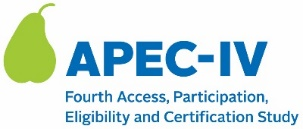 APEC-IV
Fourth Access, Participation,
Eligibility and Certification Study